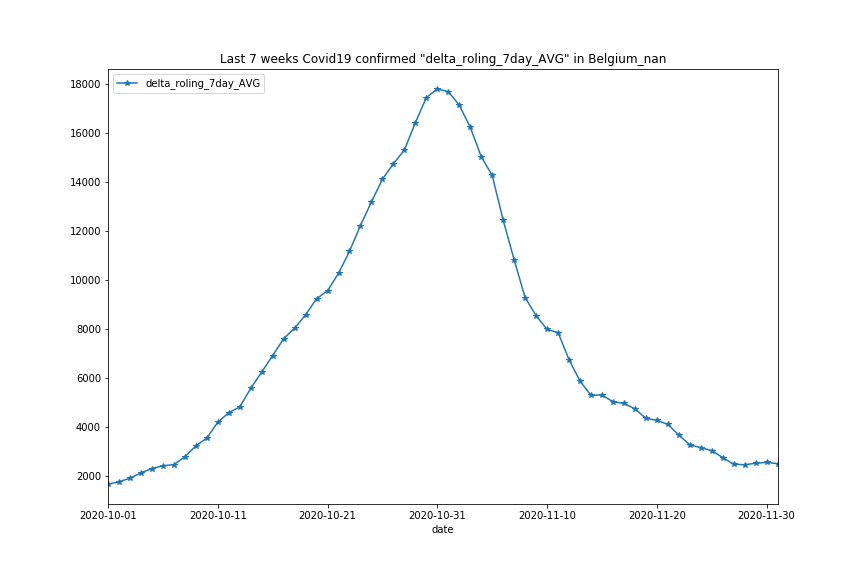 Last 7 weeks Covid19 confirmed "delta_roling_7day_AVG" in Belgium_nan
delta_roling_7day_AVG
18000
16000
14000
12000
10000
8000
6000
4000
2000
2020-10-01 2020-10-11 2020-10-21 2020-10-31 2020-11-10 2020-11-20 2020-11-30
date